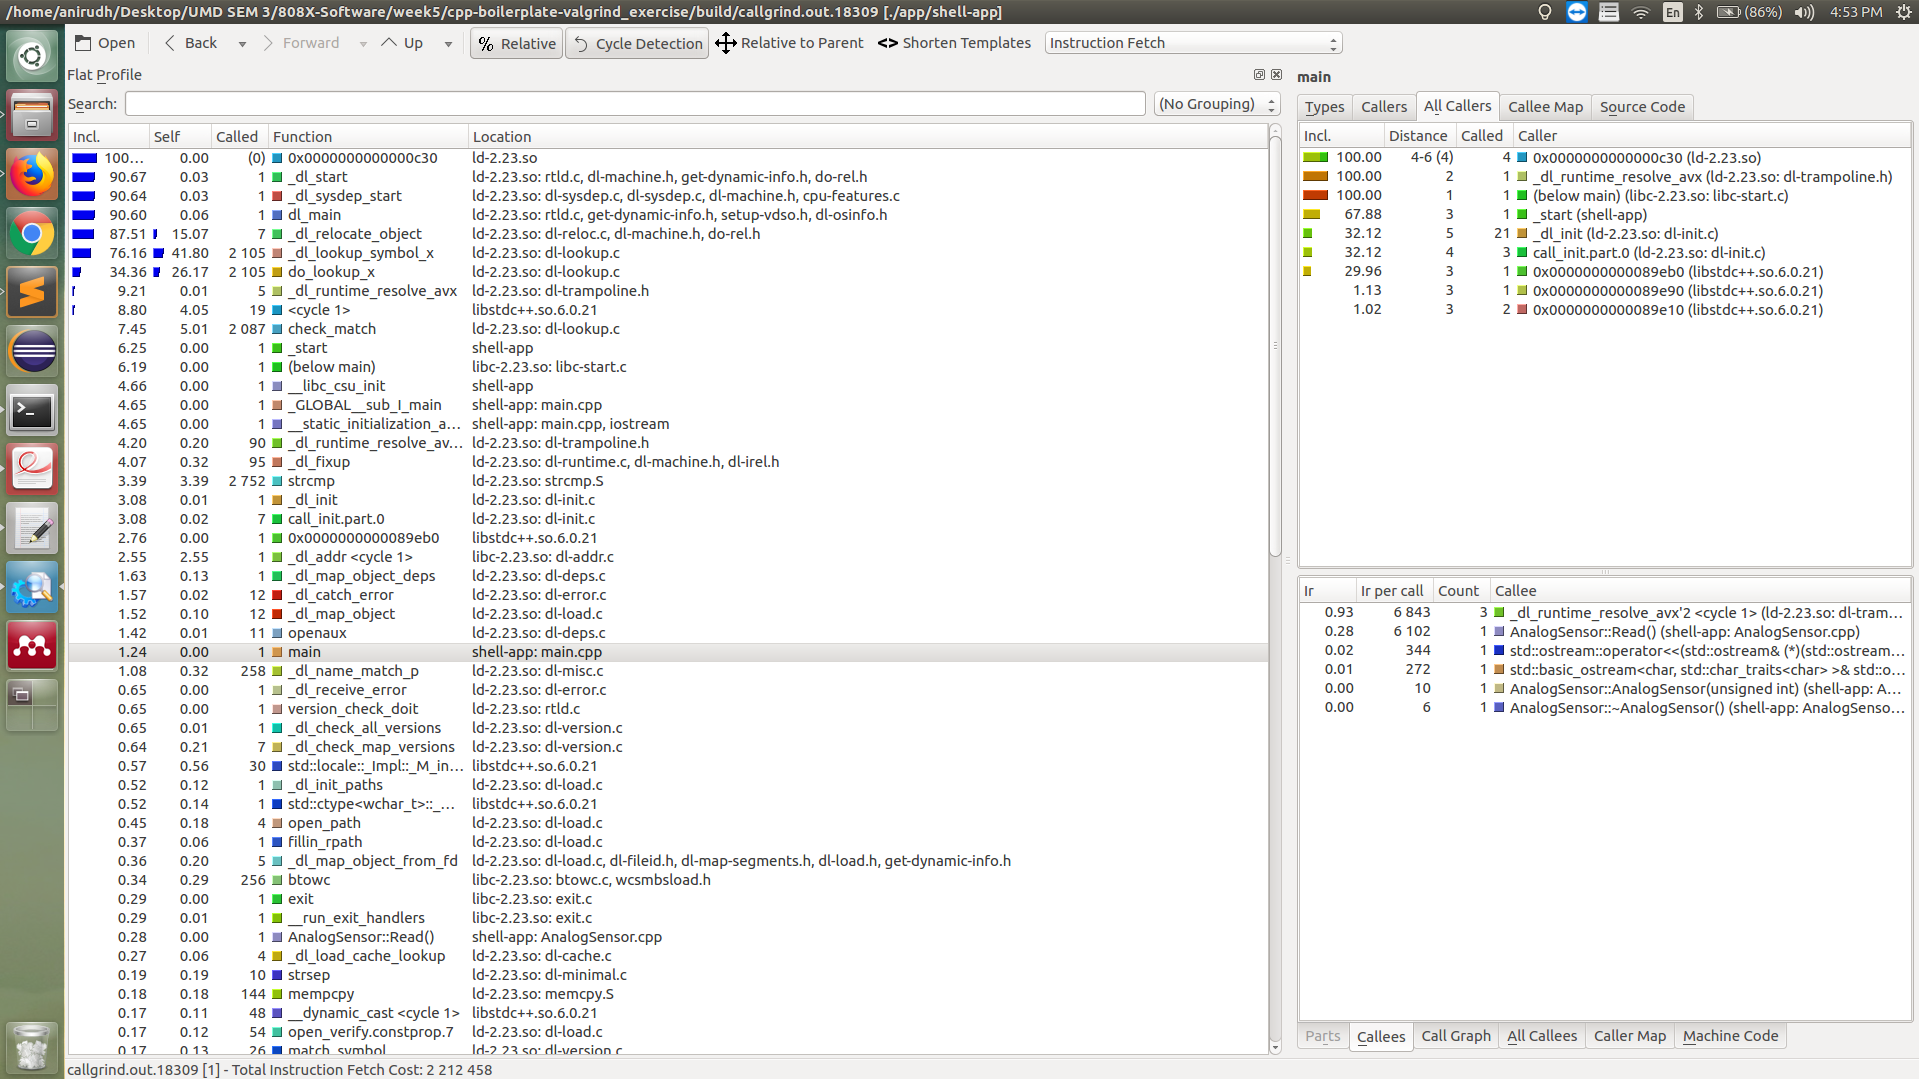 /home/anirudh/Desktop/UMD SEM 3/808X-Software/week5/cpp-boilerplate-valgrind_exercise/build/callgrind.out.18309 [./app/shell-app] En (86%) 4:53 PM
Open Back Forward Up % Relative Cycle Detection Relative to Parent <> Shorten Templates Instruction Fetch
Flat Profile
Search: (No Grouping)
Incl. Self Called Function Location
100... 0.00 (0) 0x0000000000000c30 ld-2.23.so
90.67 0.03 1 _dl_start ld-2.23.so: rtld.c, dl-machine.h, get-dynamic-info.h, do-rel.h
90.64 0.03 1 _dl_sysdep_start ld-2.23.so: dl-sysdep.c, dl-sysdep.c, dl-machine.h, cpu-features.c
90.60 0.06 1 dl_main ld-2.23.so: rtld.c, get-dynamic-info.h, setup-vdso.h, dl-osinfo.h
87.51 15.07 7 _dl_relocate_object ld-2.23.so: dl-reloc.c, dl-machine.h, do-rel.h
76.16 41.80 2 105 _dl_lookup_symbol_x ld-2.23.so: dl-lookup.c
34.36 26.17 2 105 do_lookup_x ld-2.23.so: dl-lookup.c
9.21 0.01 5 _dl_runtime_resolve_avx ld-2.23.so: dl-trampoline.h
8.80 4.05 19 <cycle 1> libstdc++.so.6.0.21
7.45 5.01 2 087 check_match ld-2.23.so: dl-lookup.c
6.25 0.00 1 _start shell-app
6.19 0.00 1 (below main) libc-2.23.so: libc-start.c
4.66 0.00 1 __libc_csu_init shell-app
4.65 0.00 1 _GLOBAL__sub_I_main shell-app: main.cpp
4.65 0.00 1 __static_initialization_a... shell-app: main.cpp, iostream
4.20 0.20 90 _dl_runtime_resolve_av... ld-2.23.so: dl-trampoline.h
4.07 0.32 95 _dl_fixup ld-2.23.so: dl-runtime.c, dl-machine.h, dl-irel.h
3.39 3.39 2 752 strcmp ld-2.23.so: strcmp.S
3.08 0.01 1 _dl_init ld-2.23.so: dl-init.c
3.08 0.02 7 call_init.part.0 ld-2.23.so: dl-init.c
2.76 0.00 1 0x0000000000089eb0 libstdc++.so.6.0.21
2.55 2.55 1 _dl_addr <cycle 1> libc-2.23.so: dl-addr.c
1.63 0.13 1 _dl_map_object_deps ld-2.23.so: dl-deps.c
1.57 0.02 12 _dl_catch_error ld-2.23.so: dl-error.c
1.52 0.10 12 _dl_map_object ld-2.23.so: dl-load.c
1.42 0.01 11 openaux ld-2.23.so: dl-deps.c
1.24 0.00 1 main shell-app: main.cpp
1.08 0.32 258 _dl_name_match_p ld-2.23.so: dl-misc.c
0.65 0.00 1 _dl_receive_error ld-2.23.so: dl-error.c
0.65 0.00 1 version_check_doit ld-2.23.so: rtld.c
0.65 0.01 1 _dl_check_all_versions ld-2.23.so: dl-version.c
0.64 0.21 7 _dl_check_map_versions ld-2.23.so: dl-version.c
0.57 0.56 30 std::locale::_Impl::_M_in... libstdc++.so.6.0.21
0.52 0.12 1 _dl_init_paths ld-2.23.so: dl-load.c
0.52 0.14 1 std::ctype<wchar_t>::_... libstdc++.so.6.0.21
0.45 0.18 4 open_path ld-2.23.so: dl-load.c
0.37 0.06 1 fillin_rpath ld-2.23.so: dl-load.c
0.36 0.20 5 _dl_map_object_from_fd ld-2.23.so: dl-load.c, dl-fileid.h, dl-map-segments.h, dl-load.h, get-dynamic-info.h
0.34 0.29 256 btowc libc-2.23.so: btowc.c, wcsmbsload.h
0.29 0.00 1 exit libc-2.23.so: exit.c
0.29 0.01 1 __run_exit_handlers libc-2.23.so: exit.c
0.28 0.00 1 AnalogSensor::Read() shell-app: AnalogSensor.cpp
0.27 0.06 4 _dl_load_cache_lookup ld-2.23.so: dl-cache.c
0.19 0.19 10 strsep ld-2.23.so: dl-minimal.c
0.18 0.18 144 mempcpy ld-2.23.so: memcpy.S
0.17 0.11 48 __dynamic_cast <cycle 1> libstdc++.so.6.0.21
0.17 0.12 54 open_verify.constprop.7 ld-2.23.so: dl-load.c
0.17 0.13 26 match_symbol ld-2.23.so: dl-version.c
main
Types Callers All Callers Callee Map Source Code
Incl. Distance Called Caller
100.00 4-6 (4) 4 0x0000000000000c30 (ld-2.23.so)
100.00 2 1 _dl_runtime_resolve_avx (ld-2.23.so: dl-trampoline.h)
100.00 1 1 (below main) (libc-2.23.so: libc-start.c)
67.88 3 1 _start (shell-app)
32.12 5 21 _dl_init (ld-2.23.so: dl-init.c)
32.12 4 3 call_init.part.0 (ld-2.23.so: dl-init.c)
29.96 3 1 0x0000000000089eb0 (libstdc++.so.6.0.21)
1.13 3 1 0x0000000000089e90 (libstdc++.so.6.0.21)
1.02 3 2 0x0000000000089e10 (libstdc++.so.6.0.21)
Ir Ir per call Count Callee
0.93 6 843 3 _dl_runtime_resolve_avx'2 <cycle 1> (ld-2.23.so: dl-tram...
0.28 6 102 1 AnalogSensor::Read() (shell-app: AnalogSensor.cpp)
0.02 344 1 std::ostream::operator<<(std::ostream& (*)(std::ostream...
0.01 272 1 std::basic_ostream<char, std::char_traits<char> >& std::o...
0.00 10 1 AnalogSensor::AnalogSensor(unsigned int) (shell-app: A...
0.00 6 1 AnalogSensor::~AnalogSensor() (shell-app: AnalogSenso...
Parts Callees Call Graph All Callees Caller Map Machine Code
callgrind.out.18309 [1] - Total Instruction Fetch Cost: 2 212 458